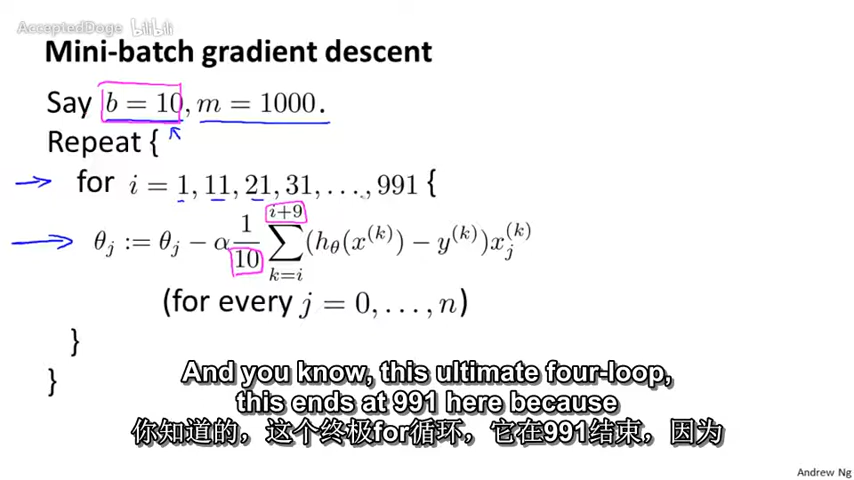 AcceptedDoge bilibili
Mini-batch gradient descent
Say b = 10, m = 1000.
Repeat {
for i = 1, 11, 21, 31, . . . , 991 {
θ_j := θ_j − α 1/10 ∑_{k=i}^{i+9} (h_θ(x^{(k)}) − y^{(k)})x_j^{(k)}
(for every j = 0, . . . , n)
}
}
And you know, this ultimate four-loop,
this ends at 991 here because
你知道的，这个终极for循环，它在991结束，因为
Andrew Ng